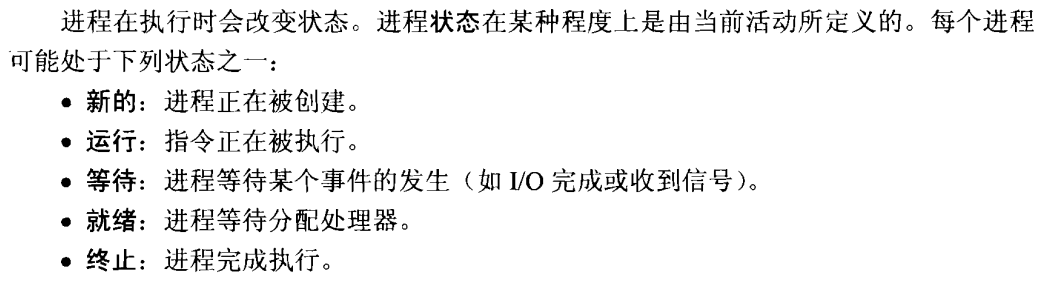 进程在执行时会改变状态。进程状态在某种程度上是由当前活动所定义的。每个进程
可能处于下列状态之一：
• 新的：进程正在被创建。
• 运行：指令正在被执行。
• 等待：进程等待某个事件的发生（如 I/O 完成或收到信号）。
• 就绪：进程等待分配处理器。
• 终止：进程完成执行。